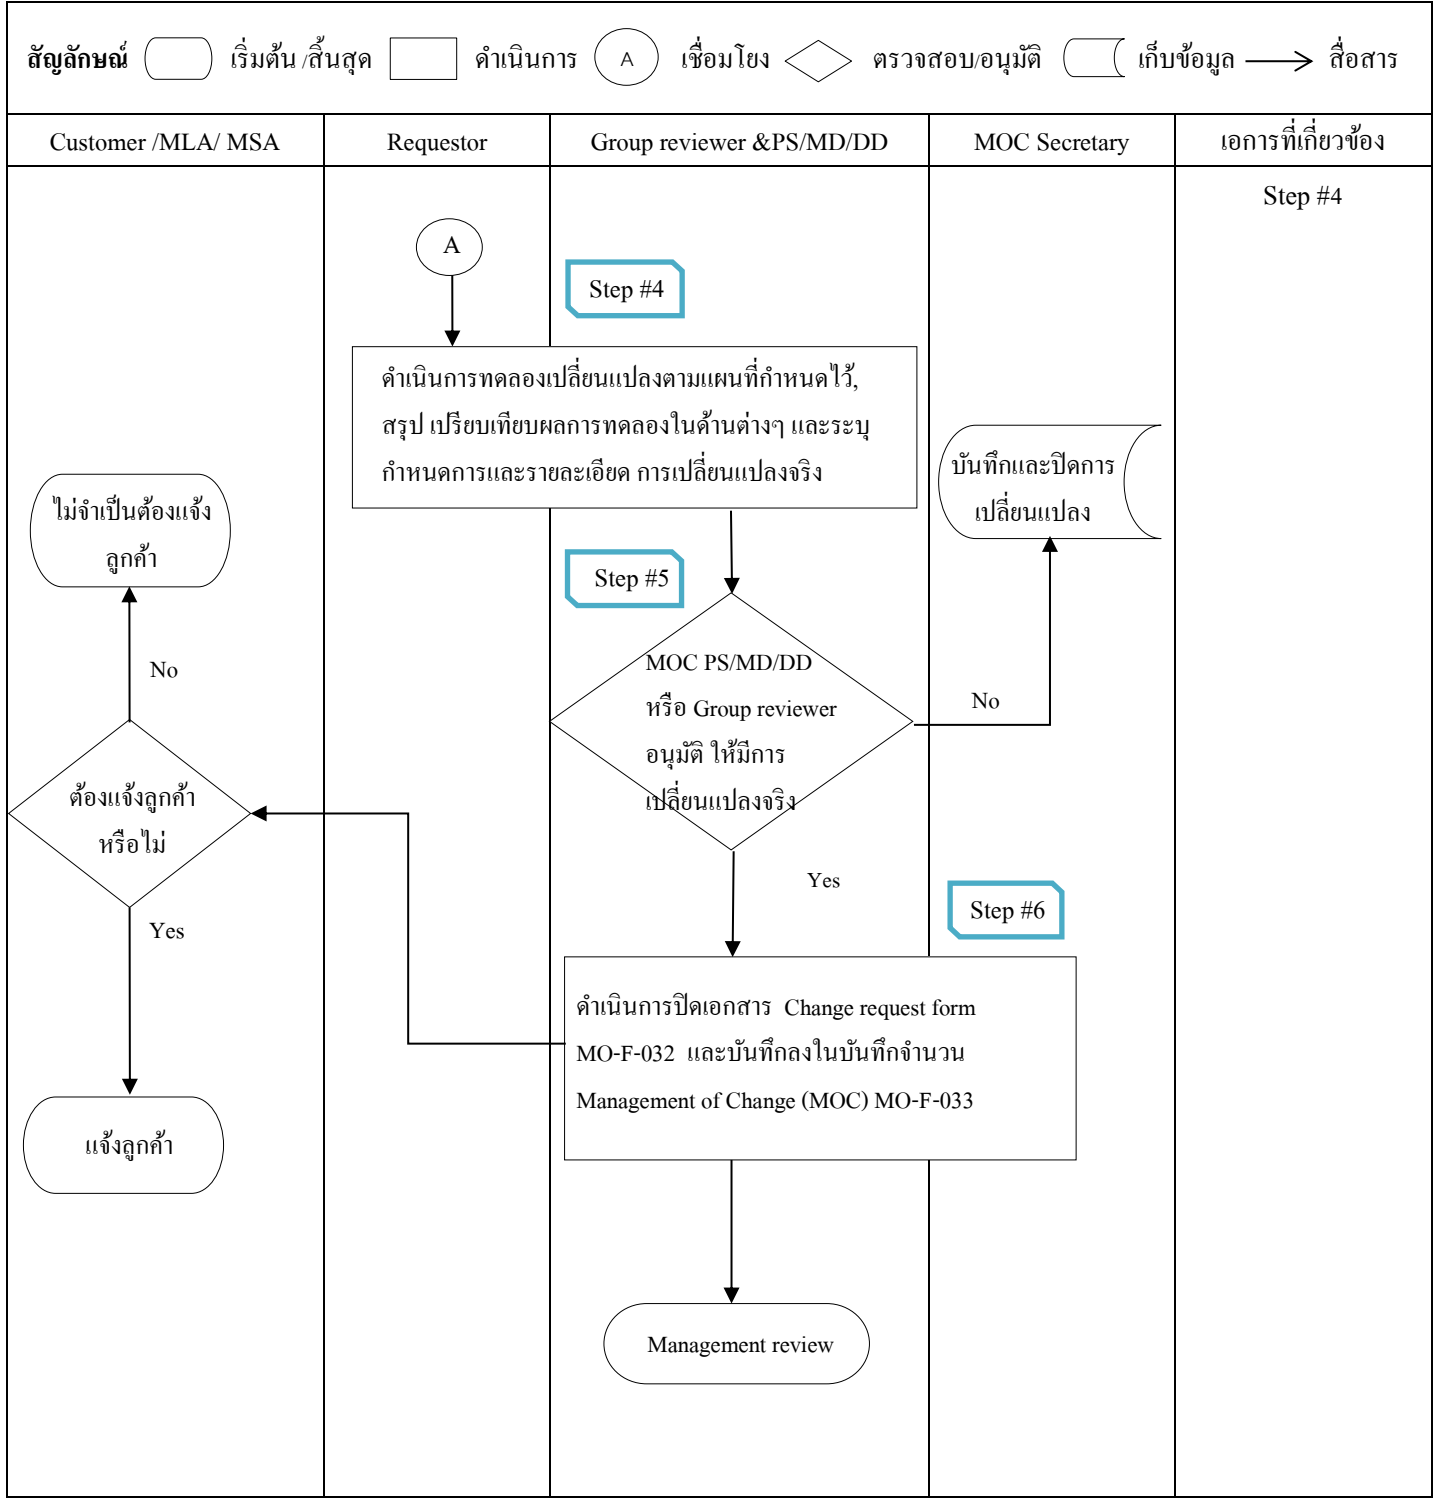 สัญลักษณ์ เริ่มต้น /สิ้นสุด ดำเนินการ A เชื่อมโยง ตรวจสอบ/อนุมัติ เก็บข้อมูล สื่อสาร
Customer /MLA/ MSA Requestor Group reviewer &PS/MD/DD MOC Secretary เอการที่เกี่ยวข้อง
Step #4
A
Step #4
ดำเนินการทดลองเปลี่ยนแปลงตามแผนที่กำหนดไว้,
สรุป เปรียบเทียบผลการทดลองในด้านต่างๆ และระบุ
กำหนดการและรายละเอียด การเปลี่ยนแปลงจริง
บันทึกและปิดการ
เปลี่ยนแปลง
ไม่จำเป็นต้องแจ้ง
ลูกค้า
Step #5
MOC PS/MD/DD
หรือ Group reviewer
อนุมัติ ให้มีการ
เปลี่ยนแปลงจริง
No
No
ต้องแจ้งลูกค้า
หรือไม่
Yes
Yes
Step #6
ดำเนินการปิดเอกสาร Change request form
MO-F-032 และบันทึกลงในบันทึกจำนวน
Management of Change (MOC) MO-F-033
แจ้งลูกค้า
Management review